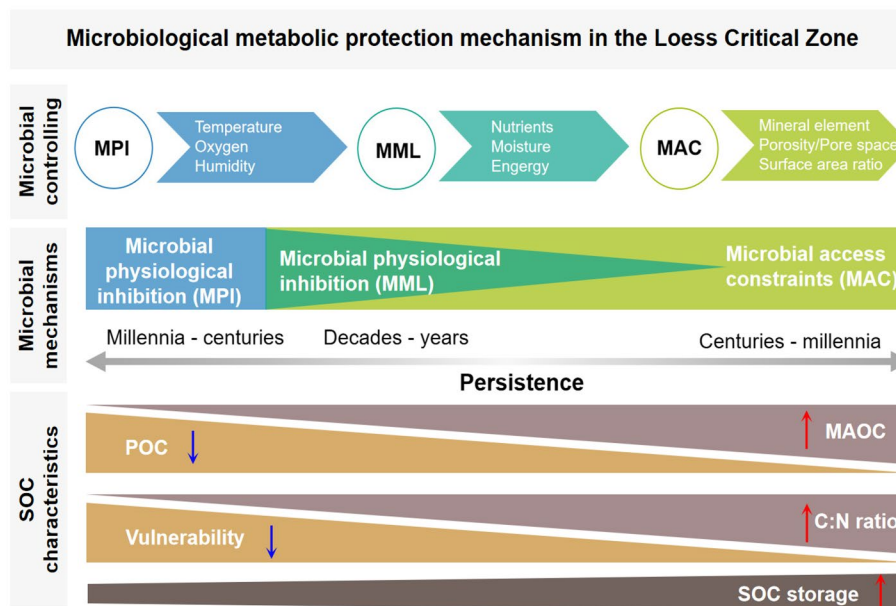 Microbiological metabolic protection mechanism in the Loess Critical Zone
Microbial
controlling
MPI
Temperature
Oxygen
Humidity
MML
Nutrients
Moisture
Engergy
MAC
Mineral element
Porosity/Pore space
Surface area ratio
Microbial
mechanisms
Microbial
physiological
inhibition (MPI)
Microbial physiological
inhibition (MML)
Microbial access
constraints (MAC)
Millennia - centuries
Decades - years
Centuries - millennia
Persistence
SOC
characteristics
POC
MAOC
Vulnerability
C:N ratio
SOC storage